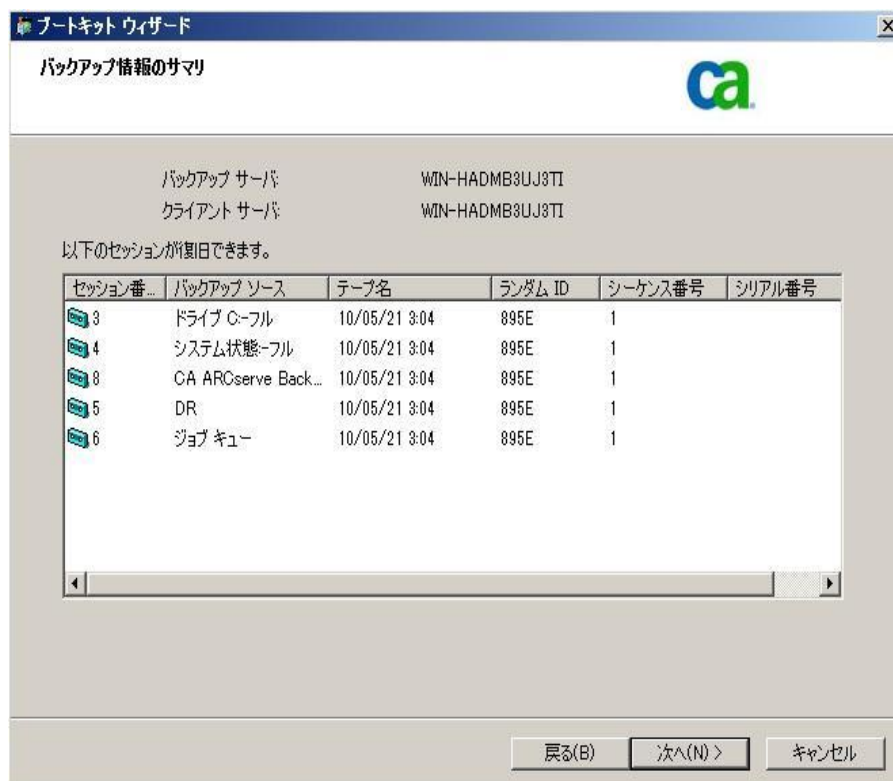 ブートキット ウィザード
バックアップ情報のサマリ
ca
バックアップ サーバ: WIN-HADMB3UJ3TI
クライアント サーバ: WIN-HADMB3UJ3TI
以下のセッションが復旧できます。
セッション番... バックアップ ソース テープ名 ランダム ID シーケンス番号 シリアル番号
3 ドライブ C:-フル 10/05/21 3:04 895E 1
4 システム状態:-フル 10/05/21 3:04 895E 1
8 CA ARCserve Back... 10/05/21 3:04 895E 1
5 DR 10/05/21 3:04 895E 1
6 ジョブ キュー 10/05/21 3:04 895E 1
戻る(B) 次へ(N) > キャンセル